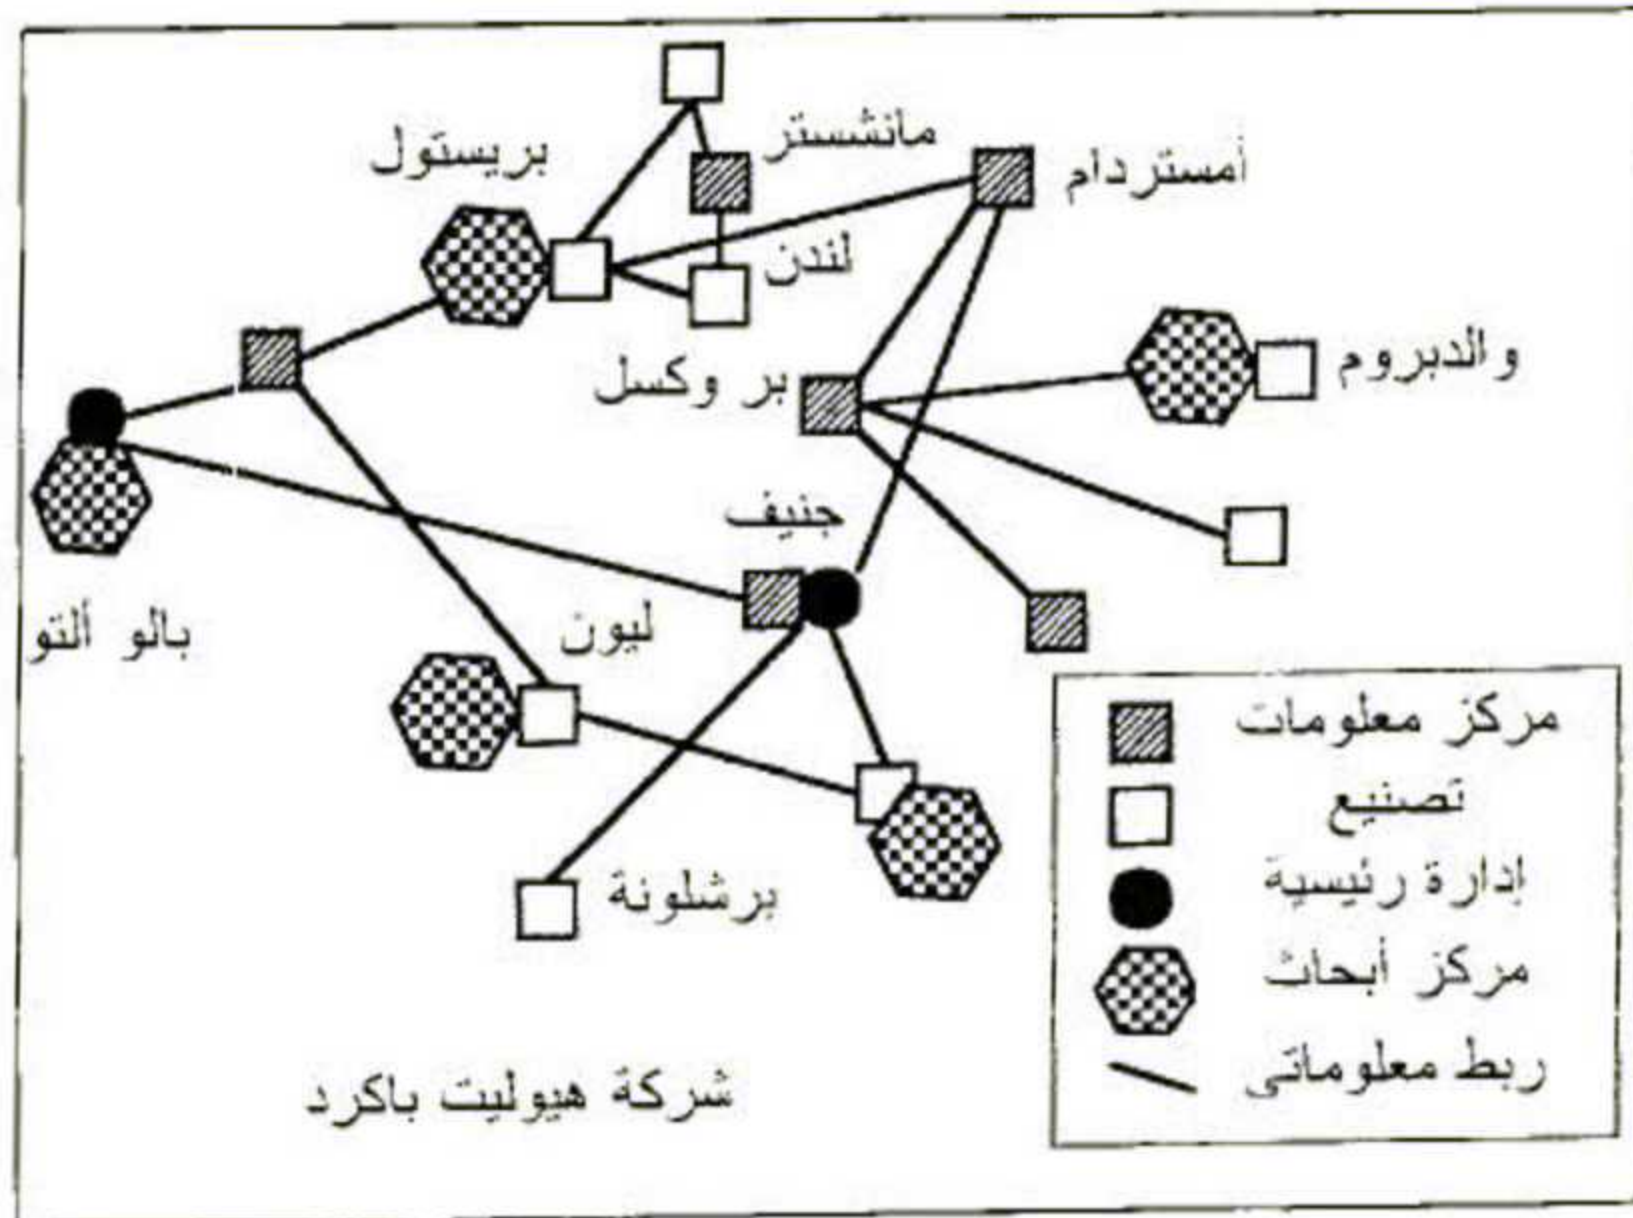 مانشستر
بريستول
أمستردام
لندن
والدبروم
بر وكسل
جنيف
ليون
بالو ألتو
برشلونة
مركز معلومات
تصنيع
إدارة رئيسية
مركز أبحاث
ربط معلوماتى
شركة هيوليت باكرد